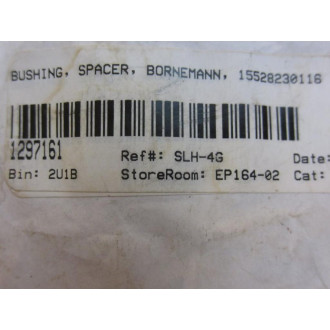 BUSHING, SPACER, BORNEMANN, 15528230116
1297161 Ref#: SLH-4G Date:
Bin: 2U1B StoreRoom: EP164-02 Cat: